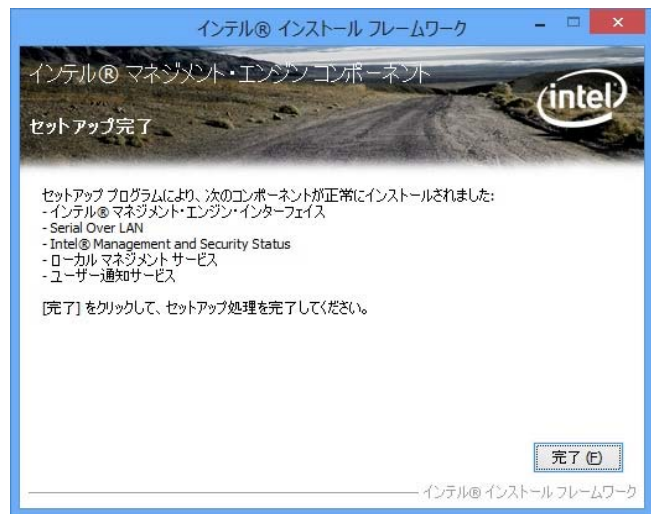 インテル® インストール フレームワーク
インテル® マネジメント・エンジン コンポーネント
intel
セットアップ完了
セットアップ プログラムにより、次のコンポーネントが正常にインストールされました:
- インテル® マネジメント・エンジン・インターフェイス
- Serial Over LAN
- Intel® Management and Security Status
- ローカル マネジメント サービス
- ユーザー通知サービス
[完了] をクリックして、セットアップ処理を完了してください。
完了 (F)
インテル® インストール フレームワーク